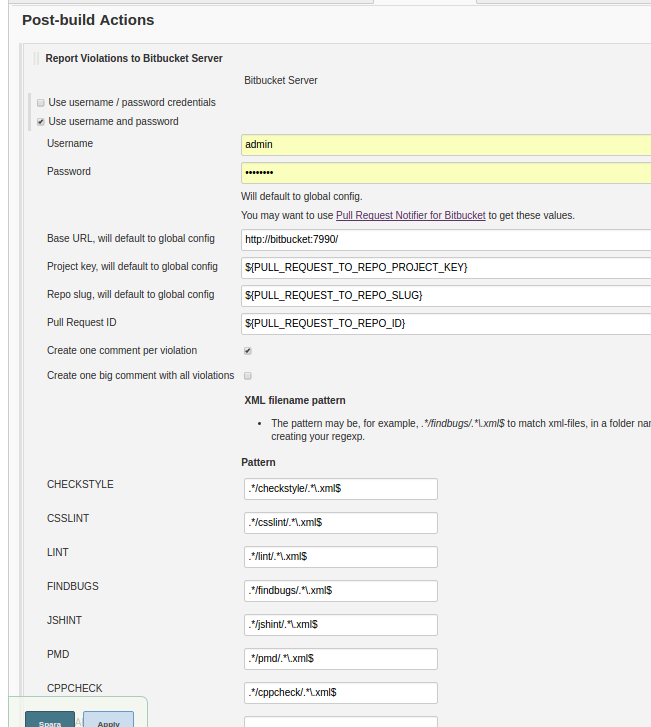 Post-build Actions
Report Violations to Bitbucket Server
Bitbucket Server
Use username / password credentials
Use username and password
Username admin
Password ••••••••
Will default to global config.
You may want to use Pull Request Notifier for Bitbucket to get these values.
Base URL, will default to global config http://bitbucket:7990/
Project key, will default to global config ${PULL_REQUEST_TO_REPO_PROJECT_KEY}
Repo slug, will default to global config ${PULL_REQUEST_TO_REPO_SLUG}
Pull Request ID ${PULL_REQUEST_TO_REPO_ID}
Create one comment per violation
Create one big comment with all violations
XML filename pattern
• The pattern may be, for example, .*/findbugs/.*\.xml$ to match xml-files, in a folder nar
creating your regexp.
Pattern
CHECKSTYLE .*/checkstyle/.*\.xml$
CSSLINT .*/csslint/.*\.xml$
LINT .*/lint/.*\.xml$
FINDBUGS .*/findbugs/.*\.xml$
JSHINT .*/jshint/.*\.xml$
PMD .*/pmd/.*\.xml$
CPPCHECK .*/cppcheck/.*\.xml$
Spara Apply